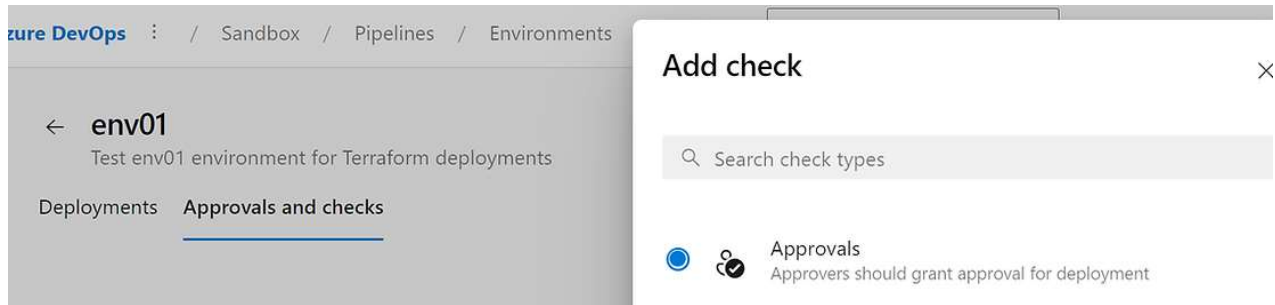 zure DevOps / Sandbox / Pipelines / Environments
Add check
env01
Test env01 environment for Terraform deployments
Deployments Approvals and checks
Search check types
Approvals
Approvers should grant approval for deployment